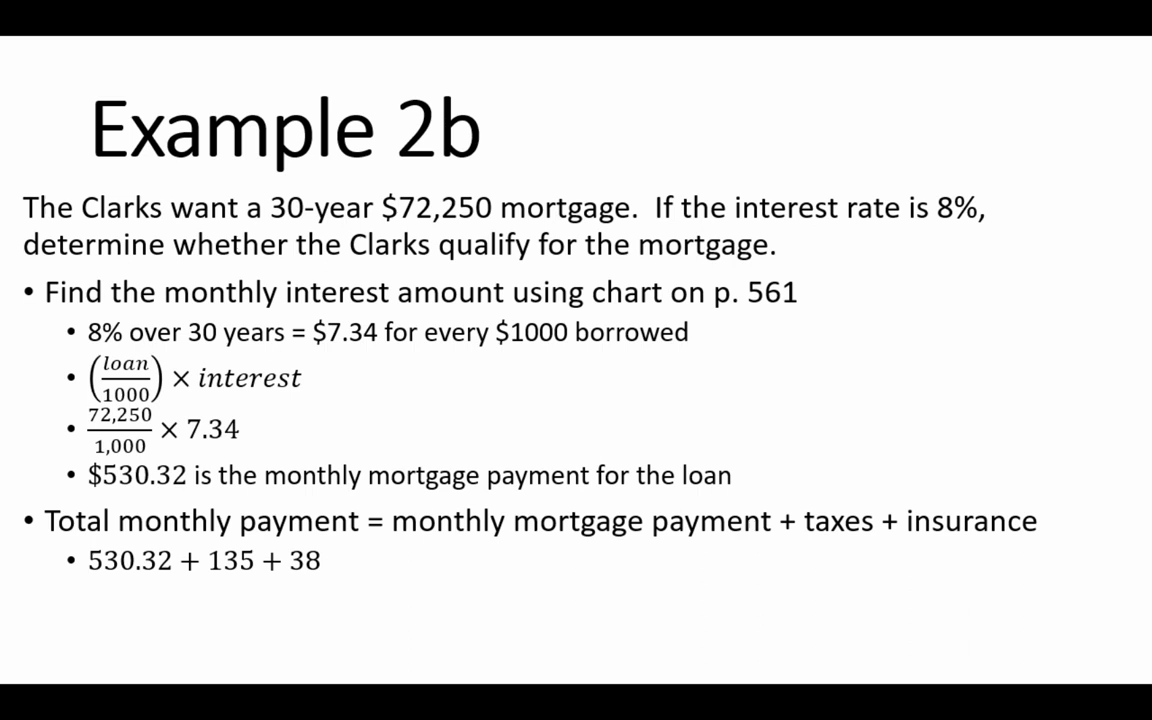 Example 2b
The Clarks want a 30-year $72,250 mortgage.  If the interest rate is 8%,
determine whether the Clarks qualify for the mortgage.
• Find the monthly interest amount using chart on p. 561
• 8% over 30 years = $7.34 for every $1000 borrowed
• (loan/1000) × interest
• 72,250/1,000 × 7.34
• $530.32 is the monthly mortgage payment for the loan
• Total monthly payment = monthly mortgage payment + taxes + insurance
• 530.32 + 135 + 38